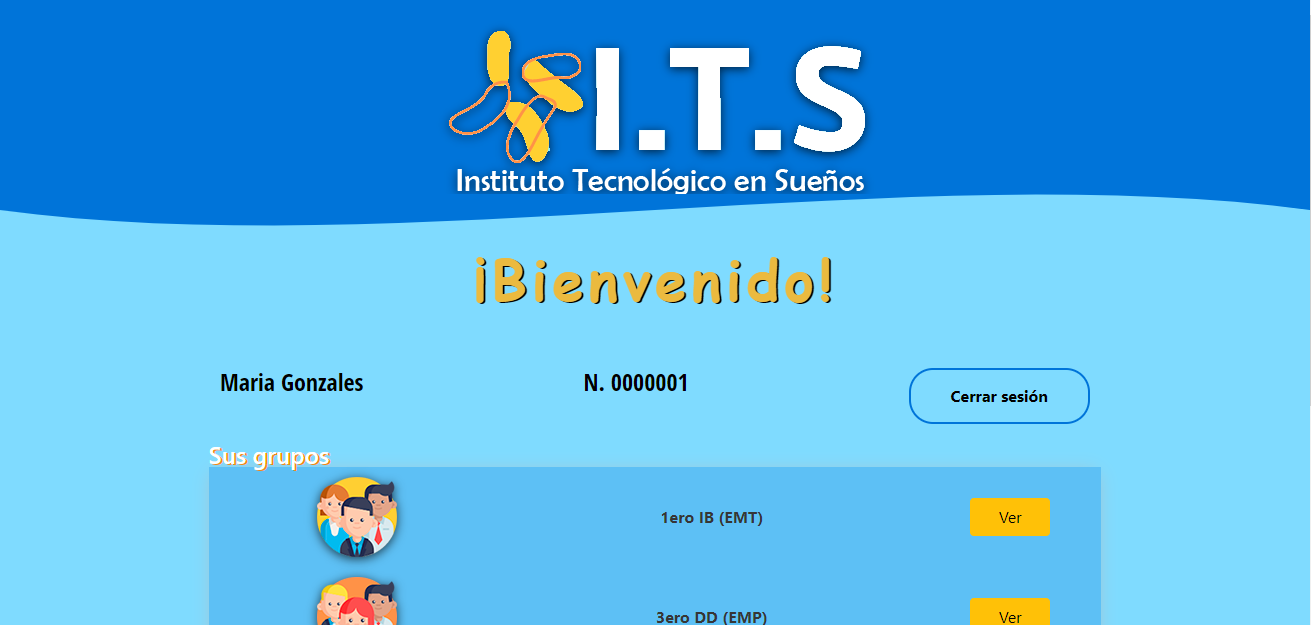 I.T.S
Instituto Tecnológico en Sueños
¡Bienvenido!
Maria Gonzales
N. 0000001
Cerrar sesión
Sus grupos
1ero IB (EMT)
Ver
3ero DD (EMP)
Ver